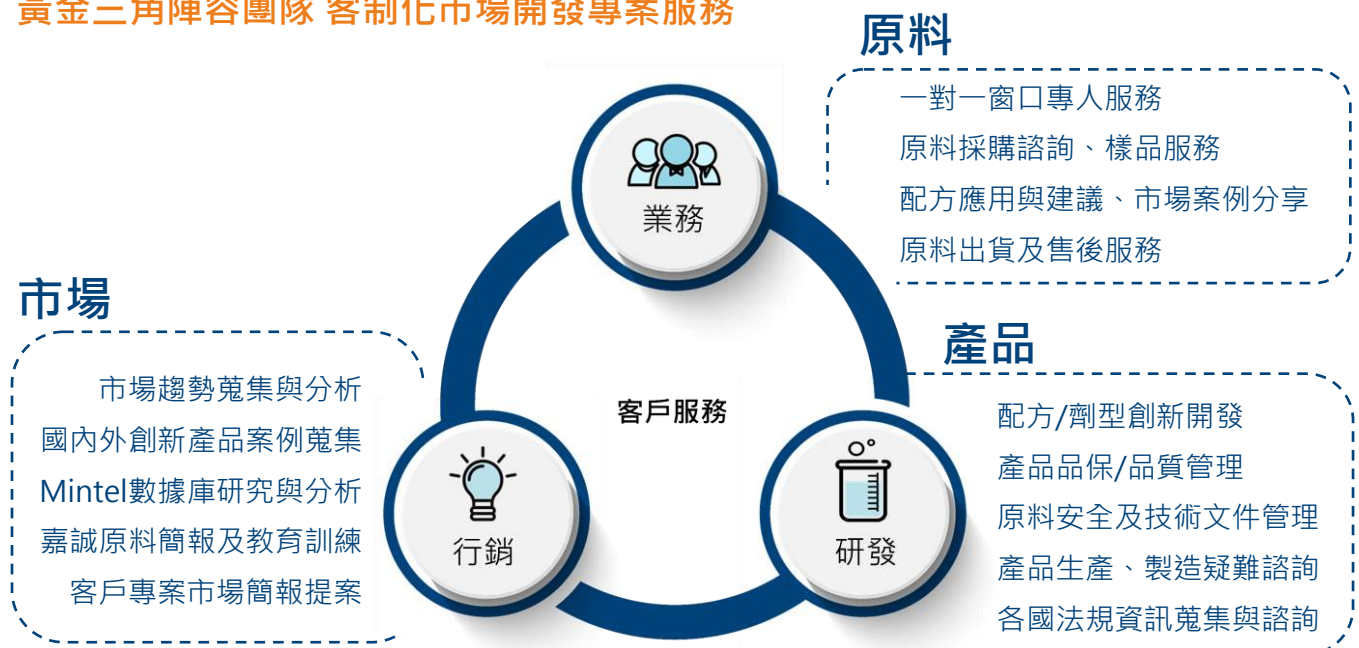 黃金三角陣容團隊 客制化市場開發專案服務
原料
一對一窗口專人服務
原料採購諮詢、樣品服務
配方應用與建議、市場案例分享
原料出貨及售後服務
業務
市場
市場趨勢蒐集與分析
國內外創新產品案例蒐集
Mintel數據庫研究與分析
嘉誠原料簡報及教育訓練
客戶專案市場簡報提案
客戶服務
行銷
研發
產品
配方/劑型創新開發
產品品保/品質管理
原料安全及技術文件管理
產品生產、製造疑難諮詢
各國法規資訊蒐集與諮詢